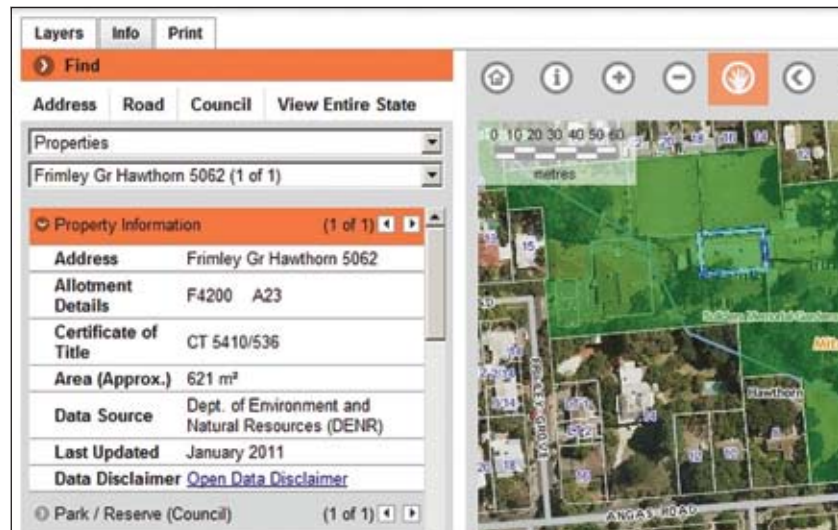 Layers Info Print
Find
Address Road Council View Entire State
Properties
Frimley Gr Hawthorn 5062 (1 of 1)
Property Information (1 of 1)
Address Frimley Gr Hawthorn 5062
Allotment Details F4200 A23
Certificate of Title CT 5410/536
Area (Approx.) 621 m²
Data Source Dept. of Environment and Natural Resources (DENR)
Last Updated January 2011
Data Disclaimer Open Data Disclaimer
Park / Reserve (Council) (1 of 1)
0 10 20 30 40 50 60
metres
18 14
12
15
Hawthorn
ANGAS ROAD